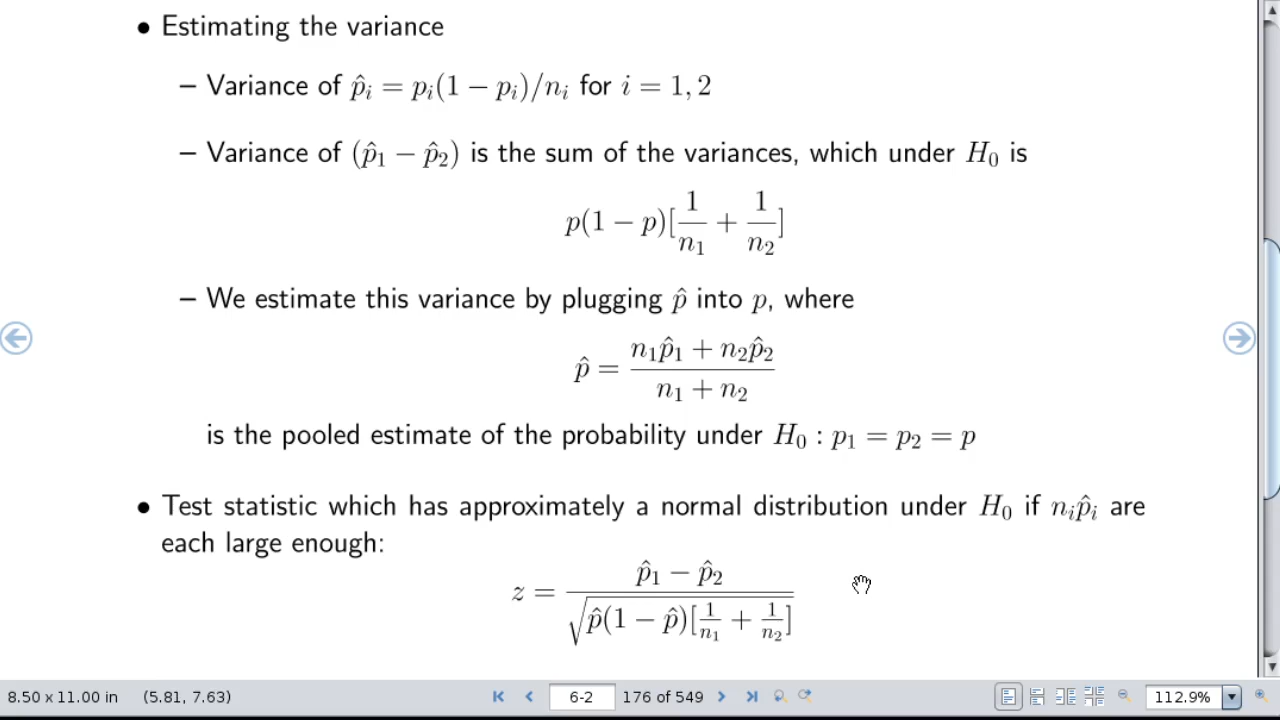 • Estimating the variance
– Variance of p̂ᵢ = pᵢ(1 − pᵢ)/nᵢ for i = 1, 2
– Variance of (p̂₁ − p̂₂) is the sum of the variances, which under H₀ is
p(1 − p)[1/n₁ + 1/n₂]
– We estimate this variance by plugging p̂ into p, where
p̂ = (n₁p̂₁ + n₂p̂₂)/(n₁ + n₂)
is the pooled estimate of the probability under H₀ : p₁ = p₂ = p
• Test statistic which has approximately a normal distribution under H₀ if nᵢp̂ᵢ are
each large enough:
z = (p̂₁ − p̂₂)/√(p̂(1 − p̂)[1/n₁ + 1/n₂])
8.50 x 11.00 in (5.81, 7.63) 6-2 176 of 549 112.9%